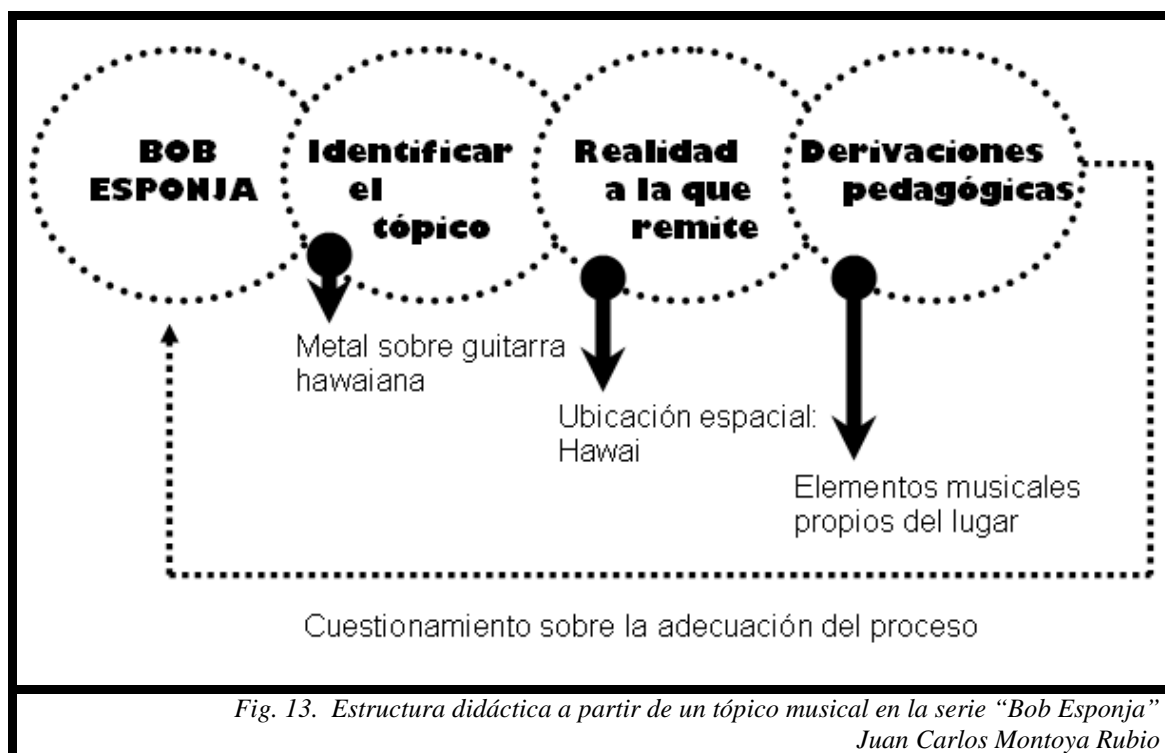 BOB
ESPONJA
Identificar
el
tópico
Realidad
a la que
remite
Derivaciones
pedagógicas
Metal sobre guitarra
hawaiana
Ubicación espacial:
Hawai
Elementos musicales
propios del lugar
Cuestionamiento sobre la adecuación del proceso
Fig. 13. Estructura didáctica a partir de un tópico musical en la serie “Bob Esponja”
Juan Carlos Montoya Rubio